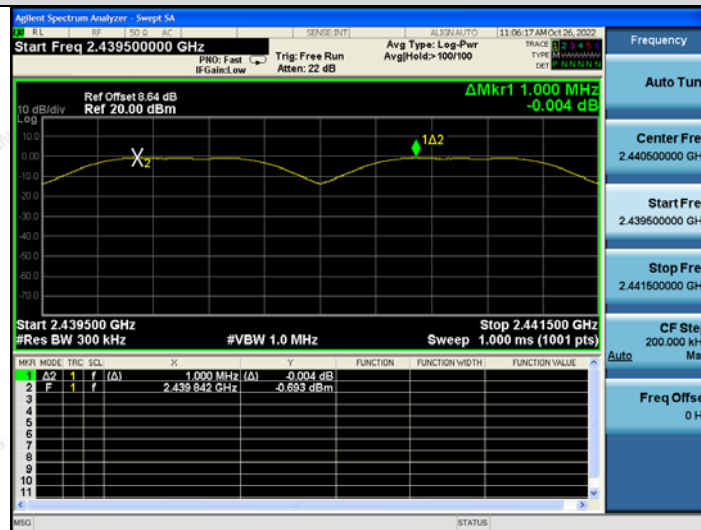 Agilent Spectrum Analyzer - Swept SA
RL RF 50 Ω AC SENSE:INT ALIGN AUTO 11:06:17 AM Oct 26, 2022
Start Freq 2.439500000 GHz
PNO: Fast
IFGain:Low
Trig: Free Run
Atten: 22 dB
Avg Type: Log-Pwr
Avg|Hold:> 100/100
TRACE 1 2 3 4 5 6
TYPE M W W W W W
DET P N N N N N
Ref Offset 8.64 dB
ΔMkr1 1.000 MHz
10 dB/div Ref 20.00 dBm -0.004 dB
Log
10.0
0.00
-10.0
-20.0
-30.0
-40.0
-50.0
-60.0
-70.0
1Δ2
X2
Start 2.439500 GHz Stop 2.441500 GHz
#Res BW 300 kHz #VBW 1.0 MHz Sweep 1.000 ms (1001 pts)
MKR MODE TRC SCL X Y FUNCTION FUNCTION WIDTH FUNCTION VALUE
1 Δ2 1 f (Δ) 1.000 MHz (Δ) -0.004 dB
2 F 1 f 2.439 842 GHz -0.693 dBm
3
4
5
6
7
8
9
10
11
MSG STATUS
Frequency
Auto Tun
Center Fre
2.440500000 GH
Start Fre
2.439500000 GH
Stop Fre
2.441500000 GH
CF Ste
200.000 kH
Auto Ma
Freq Offse
0 H